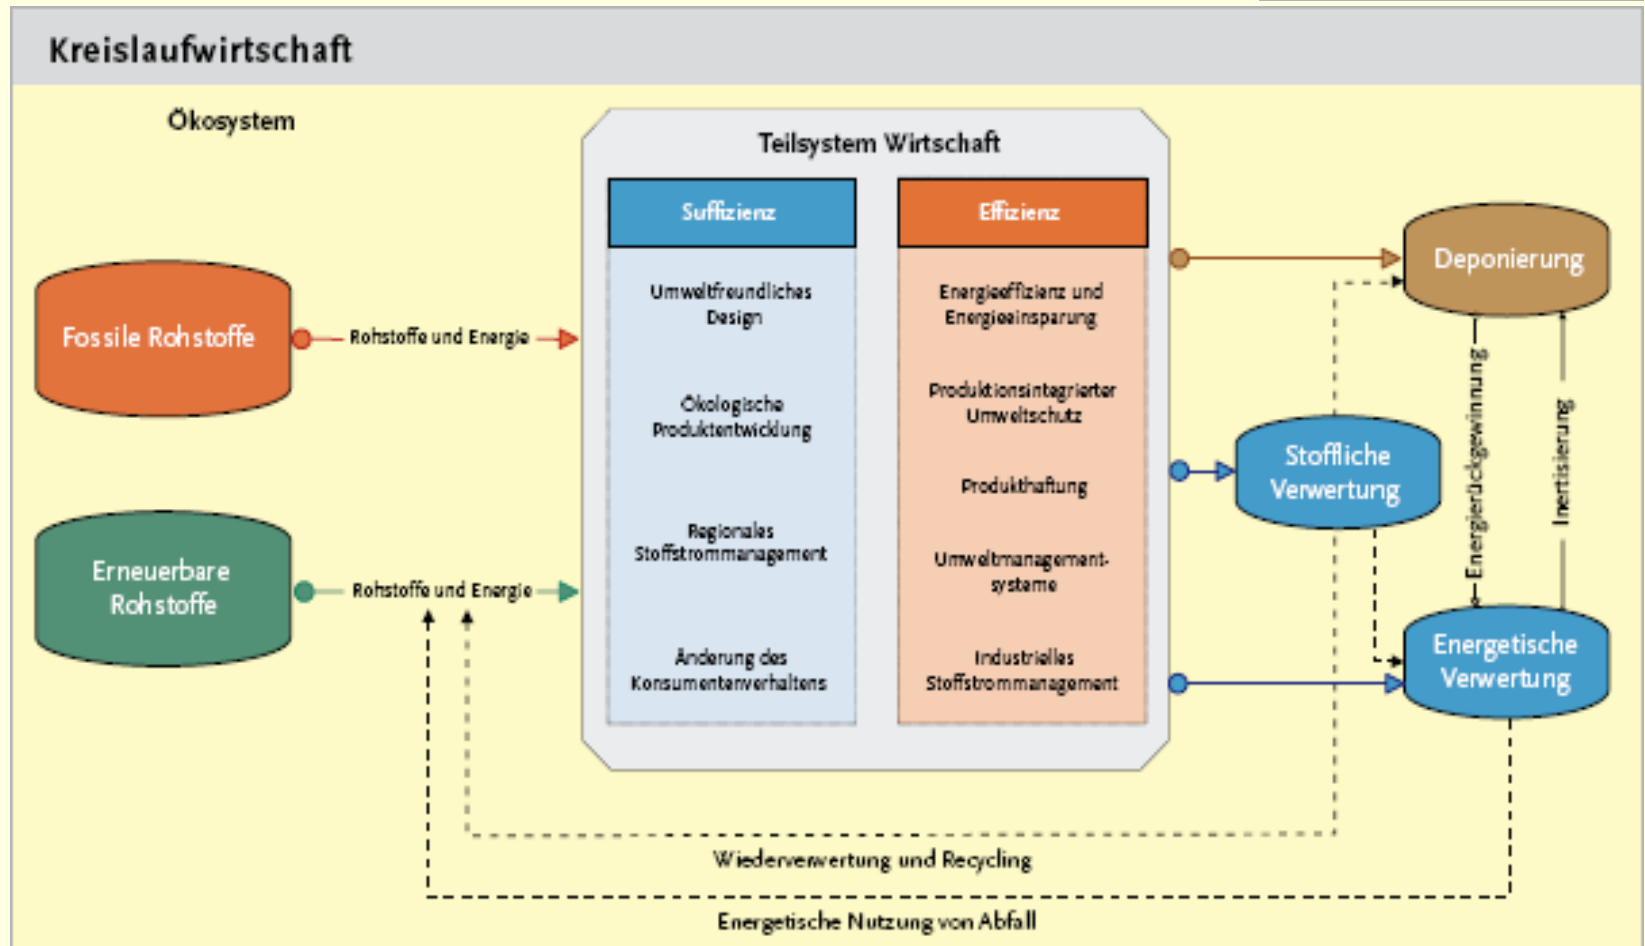 Kreislaufwirtschaft
Ökosystem
Teilsystem Wirtschaft
Suffizienz
Umweltfreundliches
Design
Ökologische
Produktentwicklung
Regionales
Stoffstrommanagement
Änderung des
Konsumentenverhaltens
Effizienz
Energieeffizienz und
Energieeinsparung
Produktionsintegrierter
Umweltschutz
Produkthaftung
Umweltmanagement-
systeme
Industrielles
Stoffstrommanagement
Fossile Rohstoffe
Rohstoffe und Energie
Erneuerbare
Rohstoffe
Rohstoffe und Energie
Deponierung
Stoffliche
Verwertung
Energierückgewinnung
Inertisierung
Energetische
Verwertung
Wiederverwertung und Recycling
Energetische Nutzung von Abfall